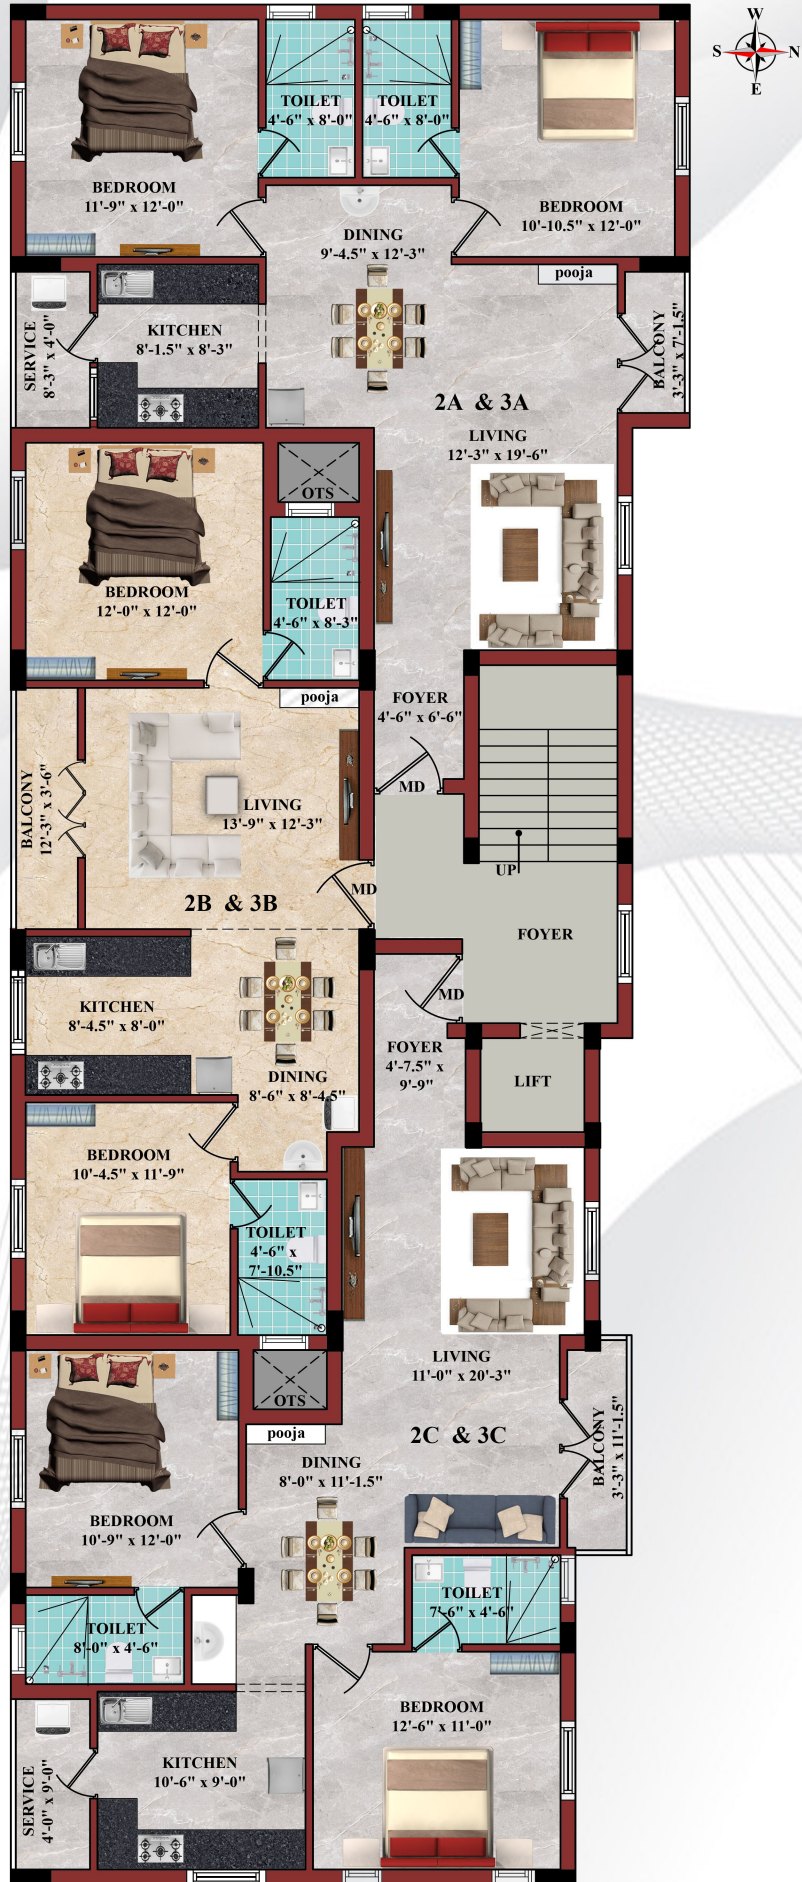 W
S
N
E
TOILET
4'-6" x 8'-0"
TOILET
4'-6" x 8'-0"
BEDROOM
11'-9" x 12'-0"
BEDROOM
10'-10.5" x 12'-0"
DINING
9'-4.5" x 12'-3"
pooja
SERVICE
8'-3" x 4'-0"
KITCHEN
8'-1.5" x 8'-3"
BALCONY
3'-3" x 7'-1.5"
2A & 3A
LIVING
12'-3" x 19'-6"
OTS
BEDROOM
12'-0" x 12'-0"
TOILET
4'-6" x 8'-3"
pooja
FOYER
4'-6" x 6'-6"
MD
BALCONY
12'-3" x 3'-6"
LIVING
13'-9" x 12'-3"
UP
MD
2B & 3B
FOYER
KITCHEN
8'-4.5" x 8'-0"
MD
FOYER
4'-7.5" x
9'-9"
LIFT
DINING
8'-6" x 8'-4.5"
BEDROOM
10'-4.5" x 11'-9"
TOILET
4'-6" x
7'-10.5"
LIVING
11'-0" x 20'-3"
OTS
pooja
2C & 3C
BALCONY
3'-3" x 11'-1.5"
DINING
8'-0" x 11'-1.5"
BEDROOM
10'-9" x 12'-0"
TOILET
7'-6" x 4'-6"
TOILET
8'-0" x 4'-6"
BEDROOM
12'-6" x 11'-0"
SERVICE
4'-0" x 9'-0"
KITCHEN
10'-6" x 9'-0"